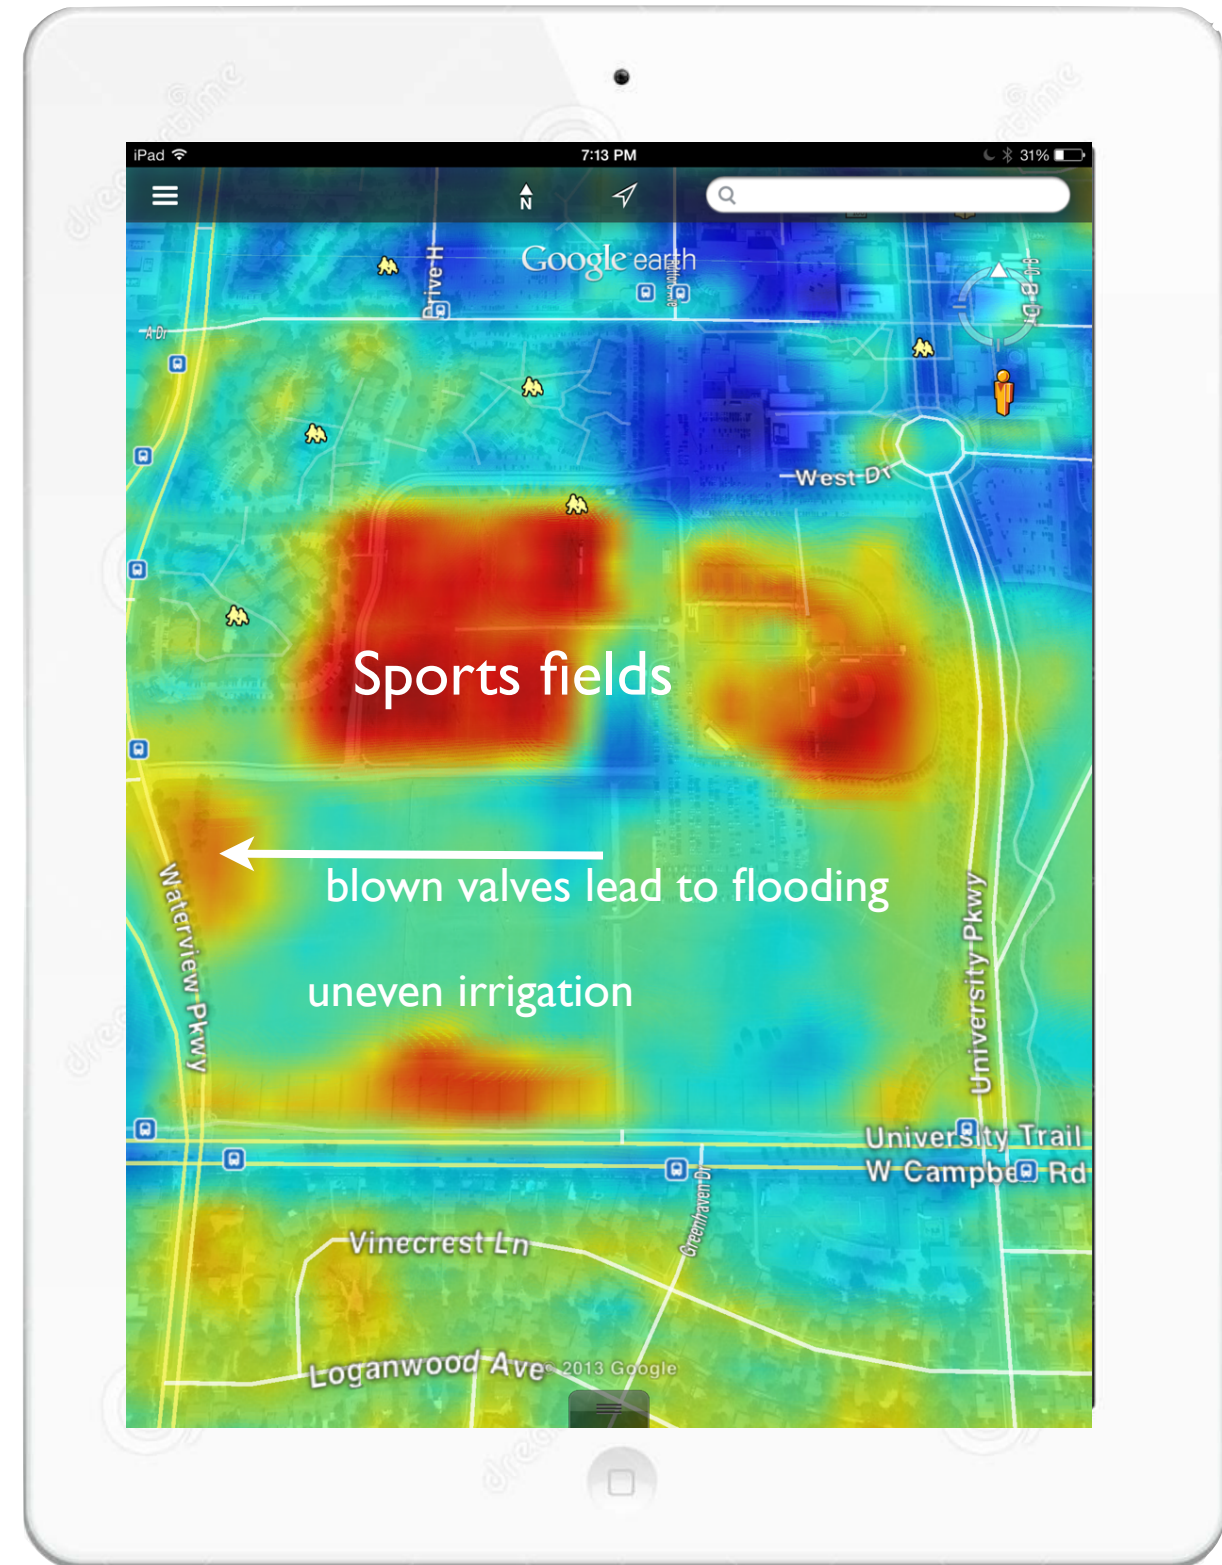 iPad
7:13 PM
31%
N
Google earth
Drive H
A Dr
West Dr
Sports fields
blown valves lead to flooding
Waterview Pkwy
University Pkwy
uneven irrigation
University Trail
W Campbell Rd
Greenhaven Dr
Vinecrest Ln
Loganwood Ave
© 2013 Google